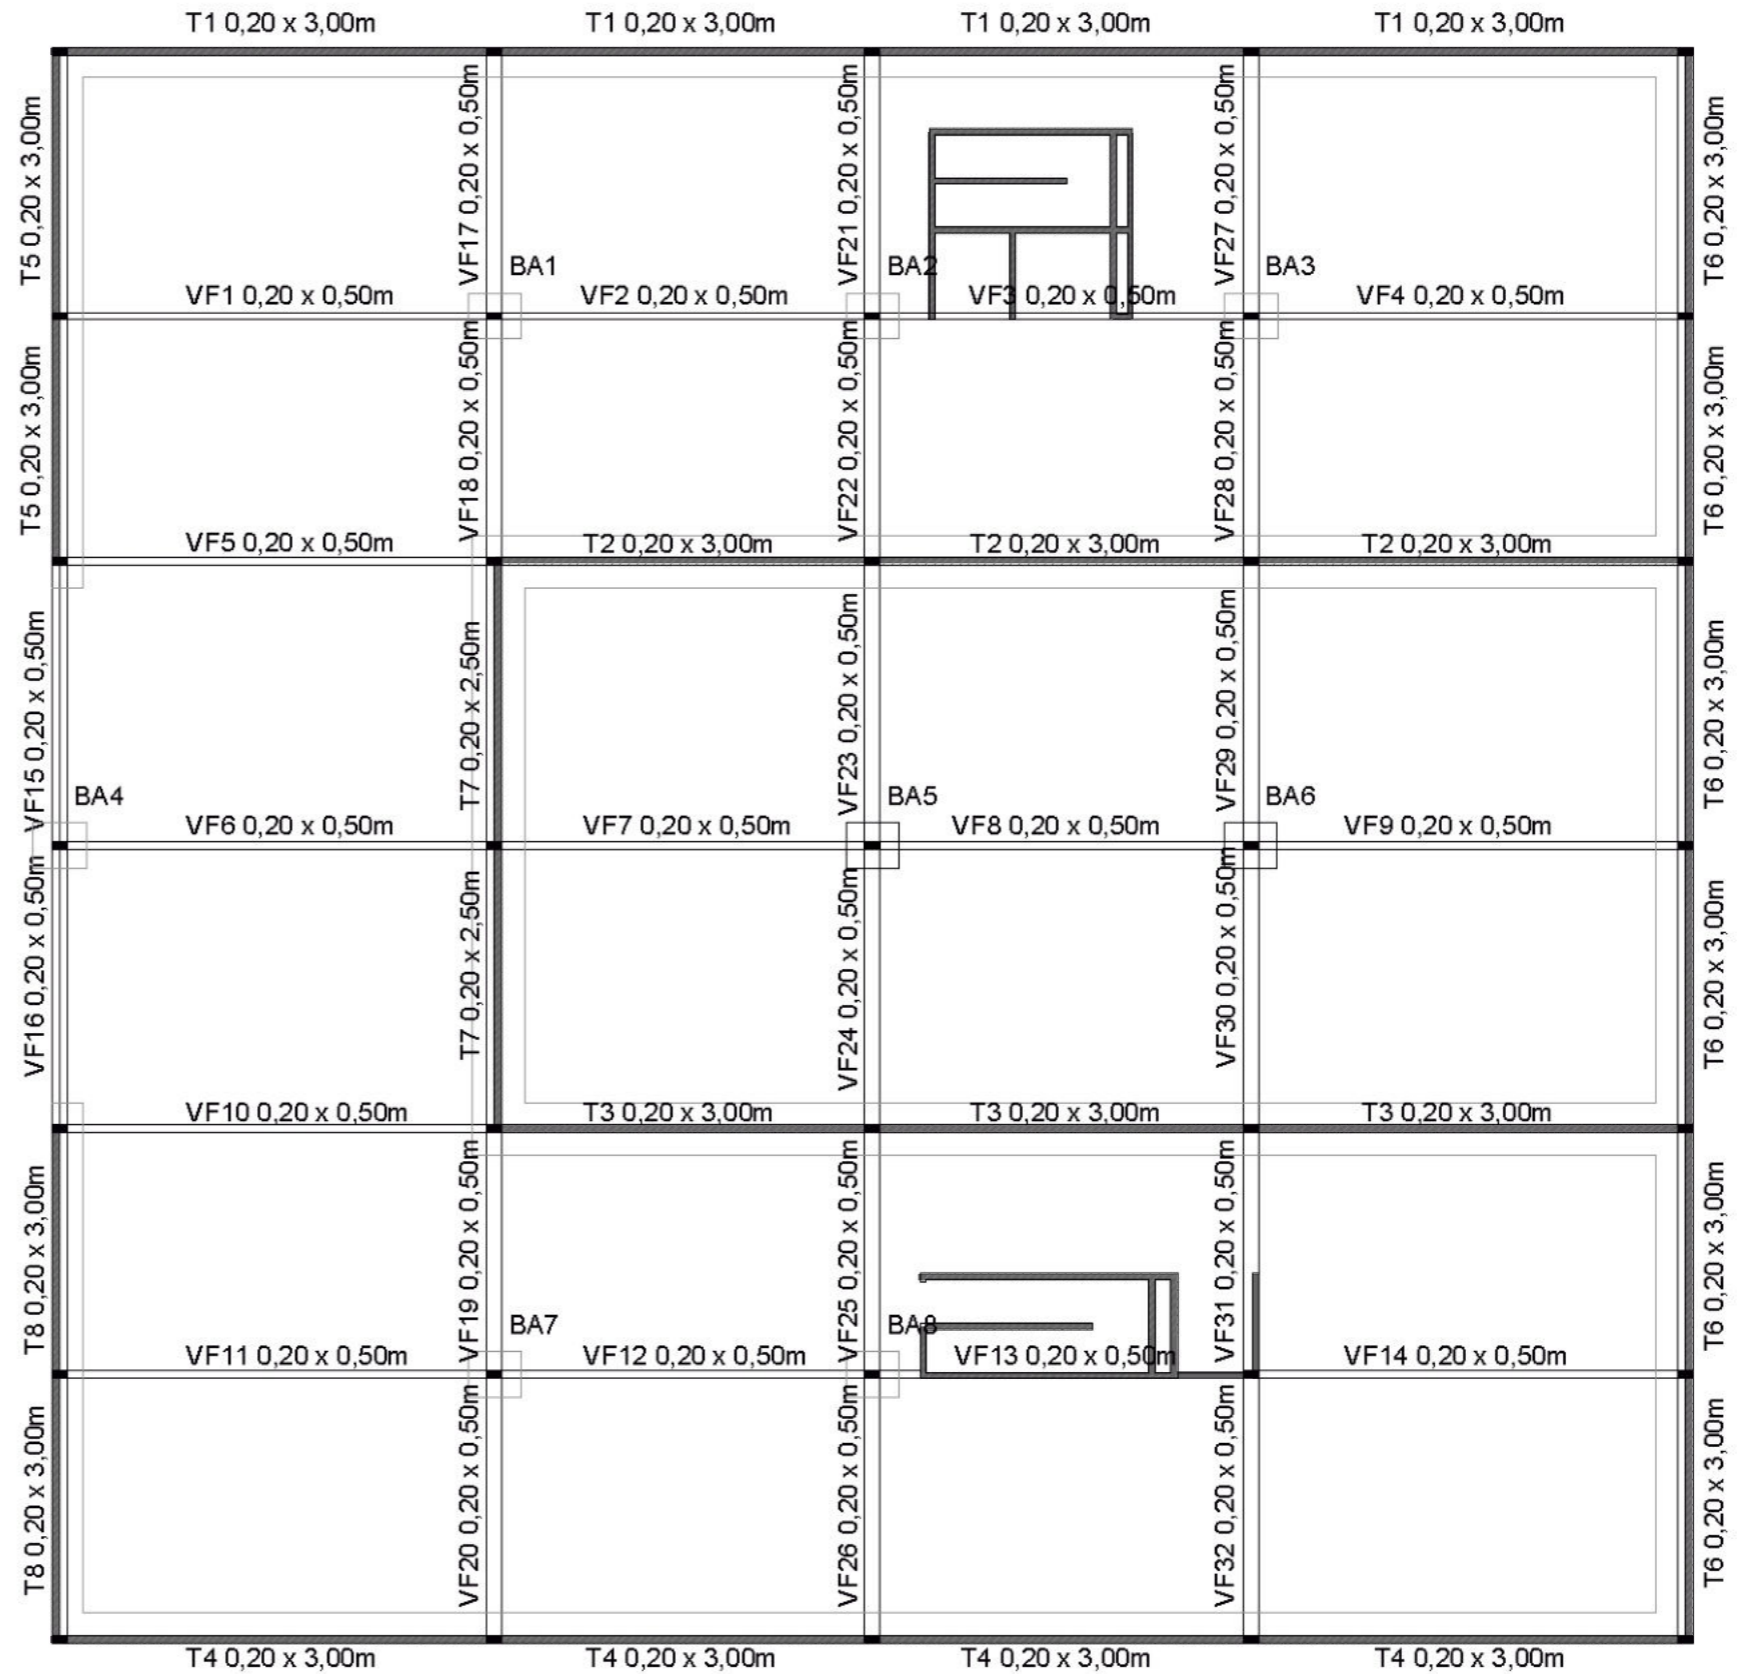 T1 0,20 x 3,00m
T1 0,20 x 3,00m
T1 0,20 x 3,00m
T1 0,20 x 3,00m
T5 0,20 x 3,00m
VF17 0,20 x 0,50m
VF21 0,20 x 0,50m
VF27 0,20 x 0,50m
T6 0,20 x 3,00m
BA1
BA2
BA3
VF1 0,20 x 0,50m
VF2 0,20 x 0,50m
VF3 0,20 x 0,50m
VF4 0,20 x 0,50m
T5 0,20 x 3,00m
VF18 0,20 x 0,50m
VF22 0,20 x 0,50m
VF28 0,20 x 0,50m
T6 0,20 x 3,00m
VF5 0,20 x 0,50m
T2 0,20 x 3,00m
T2 0,20 x 3,00m
T2 0,20 x 3,00m
VF15 0,20 x 0,50m
T7 0,20 x 2,50m
VF23 0,20 x 0,50m
VF29 0,20 x 0,50m
T6 0,20 x 3,00m
BA4
BA5
BA6
VF6 0,20 x 0,50m
VF7 0,20 x 0,50m
VF8 0,20 x 0,50m
VF9 0,20 x 0,50m
VF16 0,20 x 0,50m
T7 0,20 x 2,50m
VF24 0,20 x 0,50m
VF30 0,20 x 0,50m
T6 0,20 x 3,00m
VF10 0,20 x 0,50m
T3 0,20 x 3,00m
T3 0,20 x 3,00m
T3 0,20 x 3,00m
T8 0,20 x 3,00m
VF19 0,20 x 0,50m
VF25 0,20 x 0,50m
VF31 0,20 x 0,50m
T6 0,20 x 3,00m
BA7
BA8
VF11 0,20 x 0,50m
VF12 0,20 x 0,50m
VF13 0,20 x 0,50m
VF14 0,20 x 0,50m
T8 0,20 x 3,00m
VF20 0,20 x 0,50m
VF26 0,20 x 0,50m
VF32 0,20 x 0,50m
T6 0,20 x 3,00m
T4 0,20 x 3,00m
T4 0,20 x 3,00m
T4 0,20 x 3,00m
T4 0,20 x 3,00m